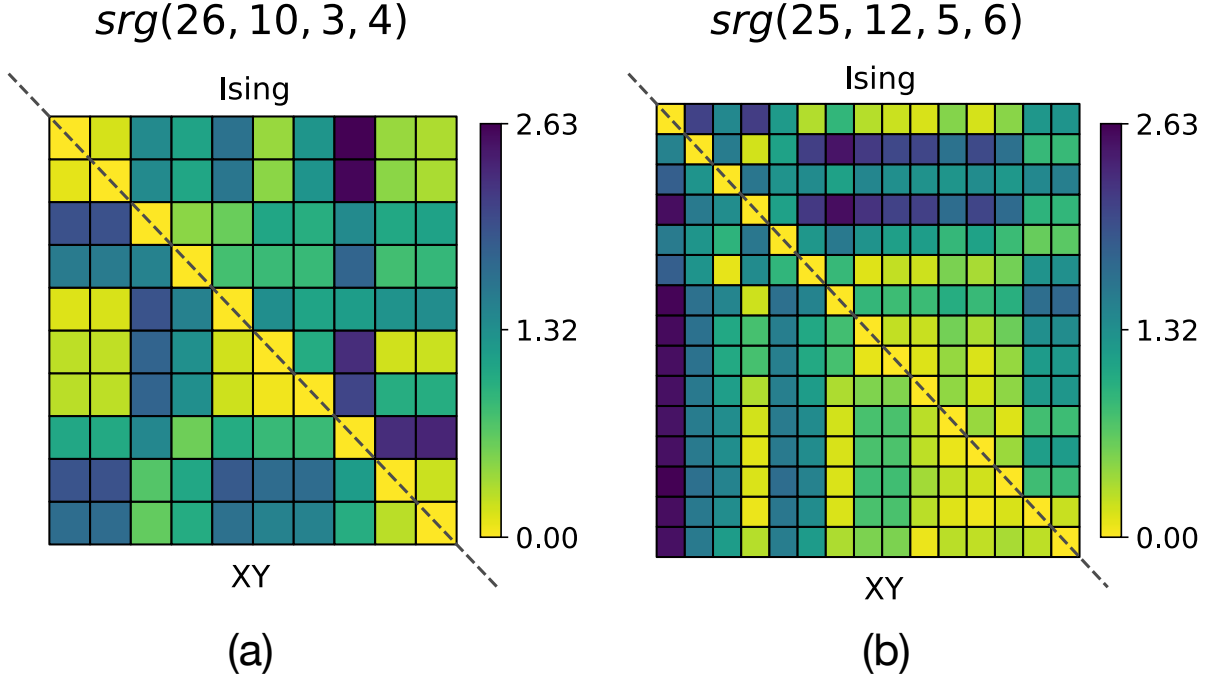 srg(26, 10, 3, 4)
Ising
2.63
1.32
0.00
XY
(a)
srg(25, 12, 5, 6)
Ising
2.63
1.32
0.00
XY
(b)